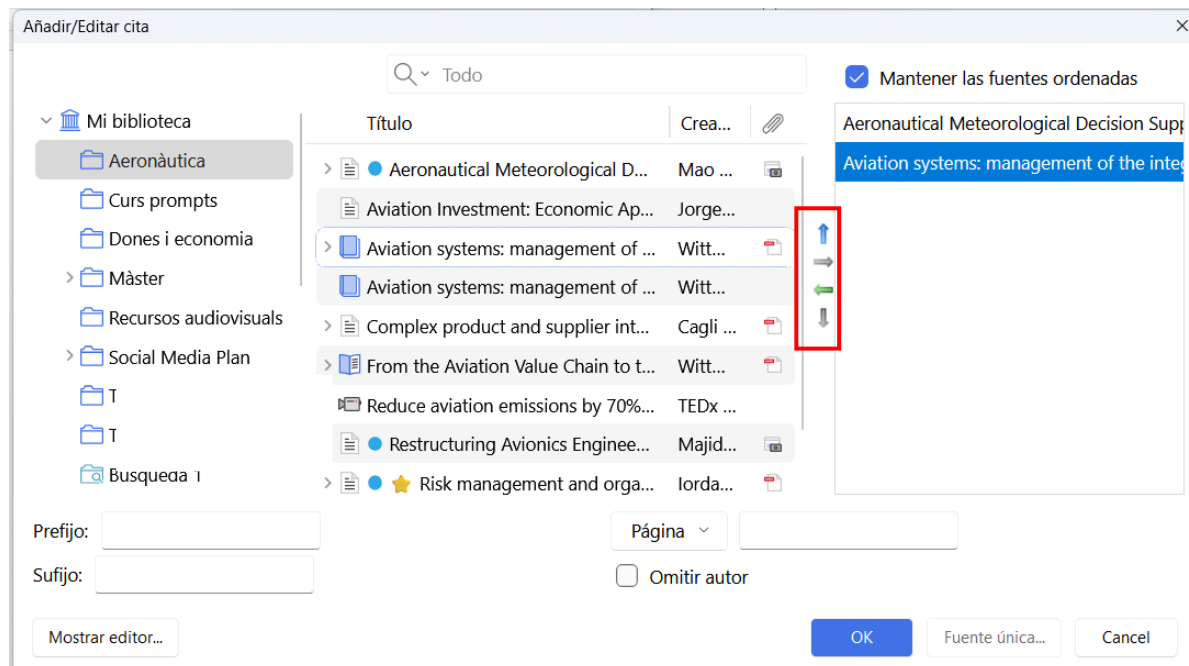 Añadir/Editar cita
Todo
Mantener las fuentes ordenadas
Mi biblioteca
Aeronàutica
Curs prompts
Dones i economia
Màster
Recursos audiovisuals
Social Media Plan
T
T
Busqueda 1
Título Crea...
Aeronautical Meteorological D... Mao ...
Aviation Investment: Economic Ap... Jorge...
Aviation systems: management of ... Witt...
Aviation systems: management of ... Witt...
Complex product and supplier int... Cagli ...
From the Aviation Value Chain to t... Witt...
Reduce aviation emissions by 70%... TEDx ...
Restructuring Avionics Enginee... Majid...
Risk management and orga... Iorda...
Aeronautical Meteorological Decision Supp
Aviation systems: management of the integ
Prefijo:
Página
Sufijo:
Omitir autor
Mostrar editor...
OK
Fuente única...
Cancel